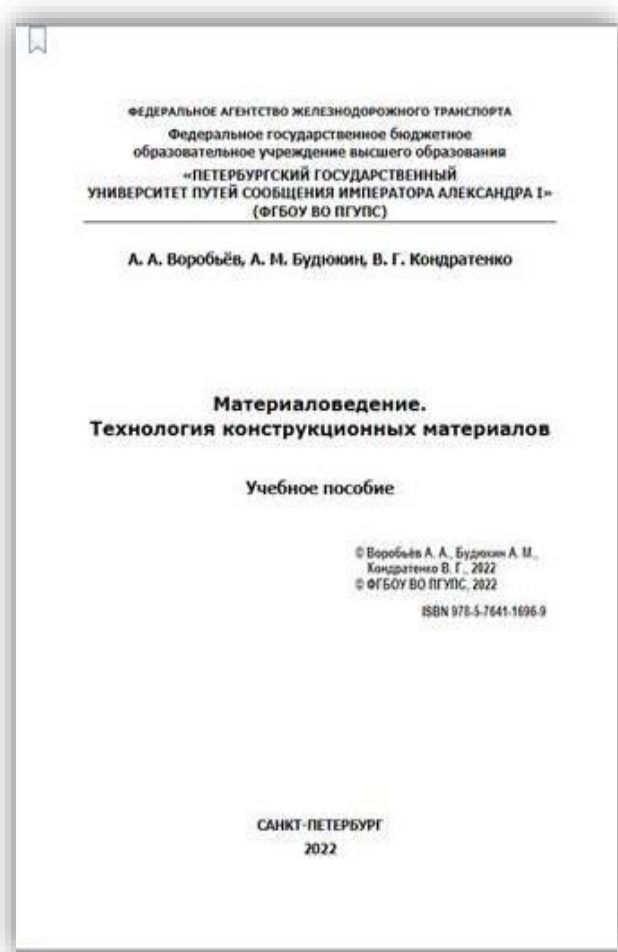 ФЕДЕРАЛЬНОЕ АГЕНТСТВО ЖЕЛЕЗНОДОРОЖНОГО ТРАНСПОРТА
Федеральное государственное бюджетное
образовательное учреждение высшего образования
«ПЕТЕРБУРГСКИЙ ГОСУДАРСТВЕННЫЙ
УНИВЕРСИТЕТ ПУТЕЙ СООБЩЕНИЯ ИМПЕРАТОРА АЛЕКСАНДРА I»
(ФГБОУ ВО ПГУПС)
А. А. Воробьёв, А. М. Будюкин, В. Г. Кондратенко
Материаловедение.
Технология конструкционных материалов
Учебное пособие
© Воробьёв А. А., Будюкин А. М.,
Кондратенко В. Г., 2022
© ФГБОУ ВО ПГУПС, 2022
ISBN 978-5-7641-1696-9
САНКТ-ПЕТЕРБУРГ
2022